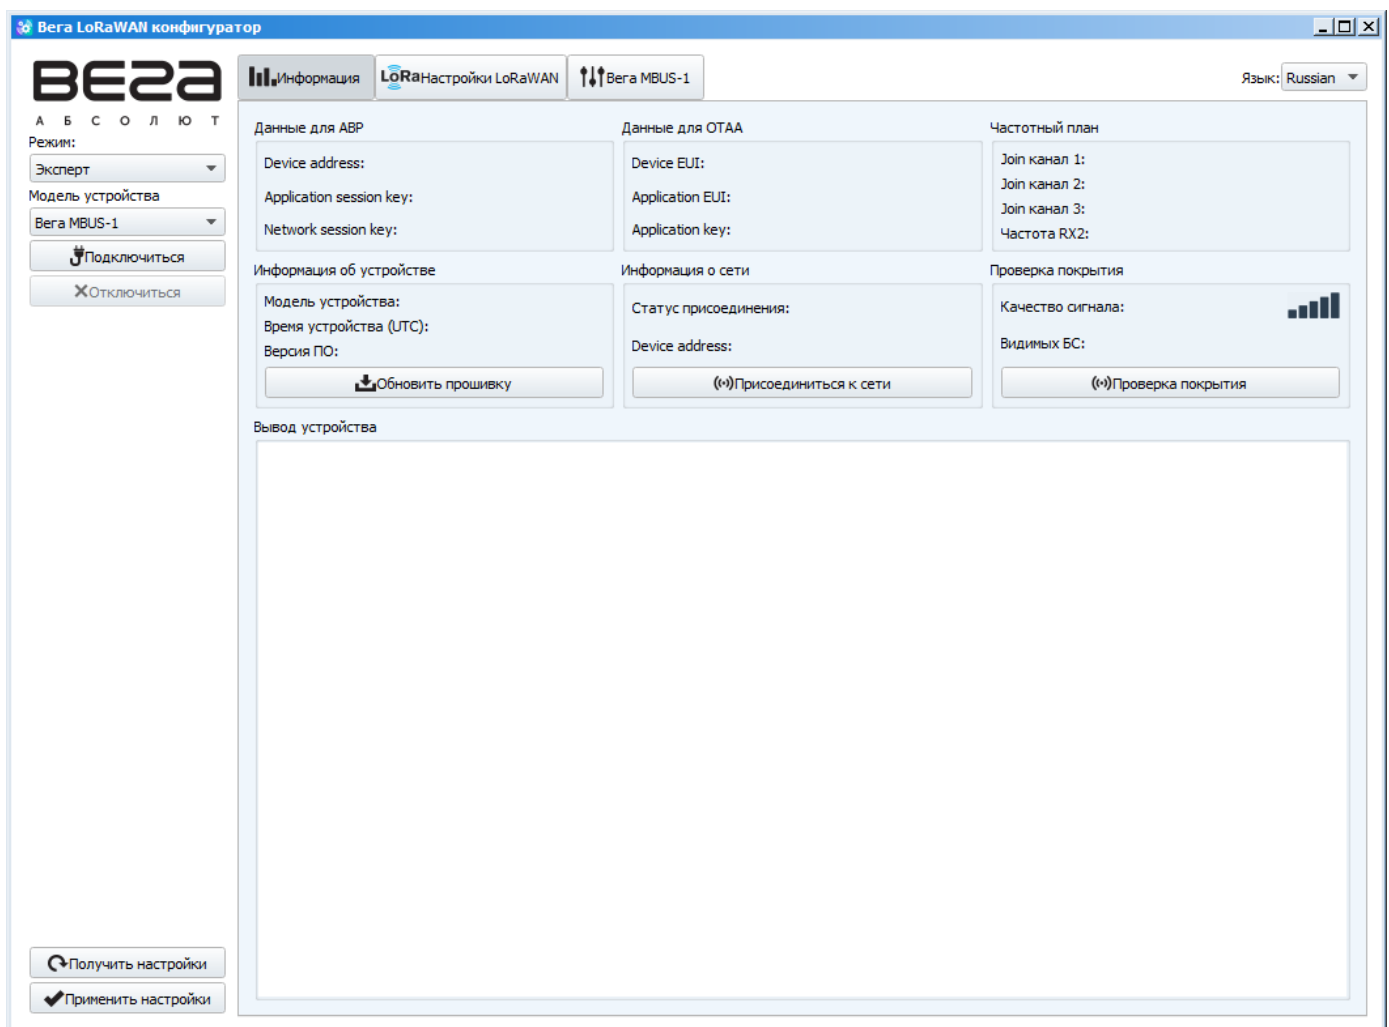 Вега LoRaWAN конфигуратор
ВЕГА
АБСОЛЮТ
Режим:
Эксперт
Модель устройства
Вега MBUS-1
Подключиться
Отключиться
Получить настройки
Применить настройки
Информация
LoRa Настройки LoRaWAN
Вега MBUS-1
Язык: Russian
Данные для ABP
Device address:
Application session key:
Network session key:
Данные для OTAA
Device EUI:
Application EUI:
Application key:
Частотный план
Join канал 1:
Join канал 2:
Join канал 3:
Частота RX2:
Информация об устройстве
Модель устройства:
Время устройства (UTC):
Версия ПО:
Обновить прошивку
Информация о сети
Статус присоединения:
Device address:
Присоединиться к сети
Проверка покрытия
Качество сигнала:
Видимых БС:
Проверка покрытия
Вывод устройства